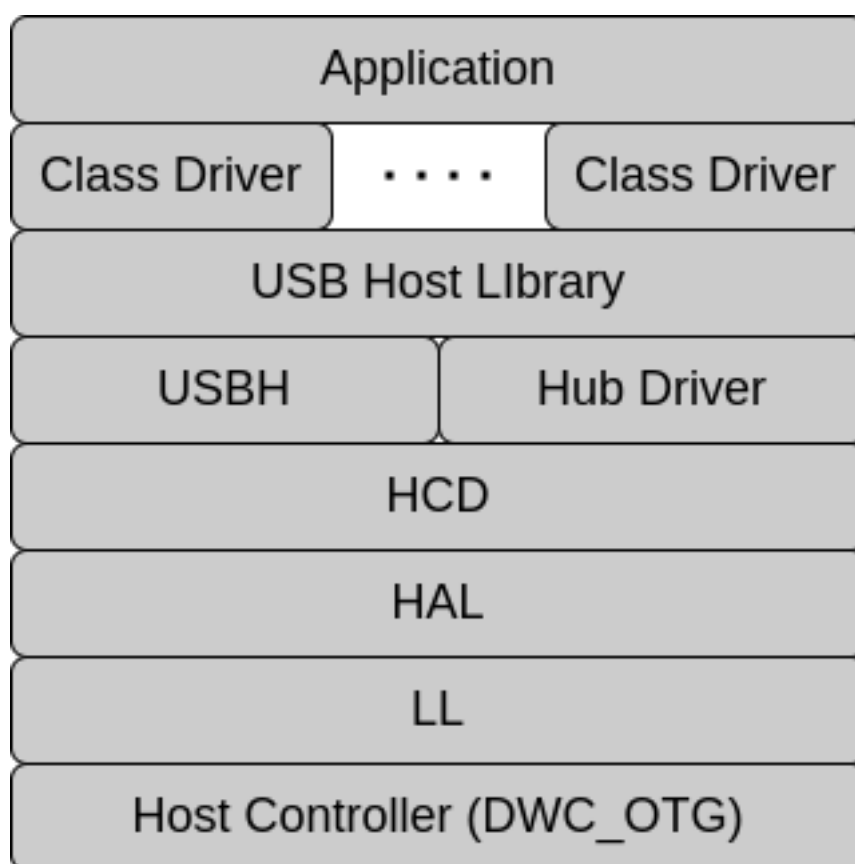 Application
Class Driver .... Class Driver
USB Host LIbrary
USBH Hub Driver
HCD
HAL
LL
Host Controller (DWC_OTG)